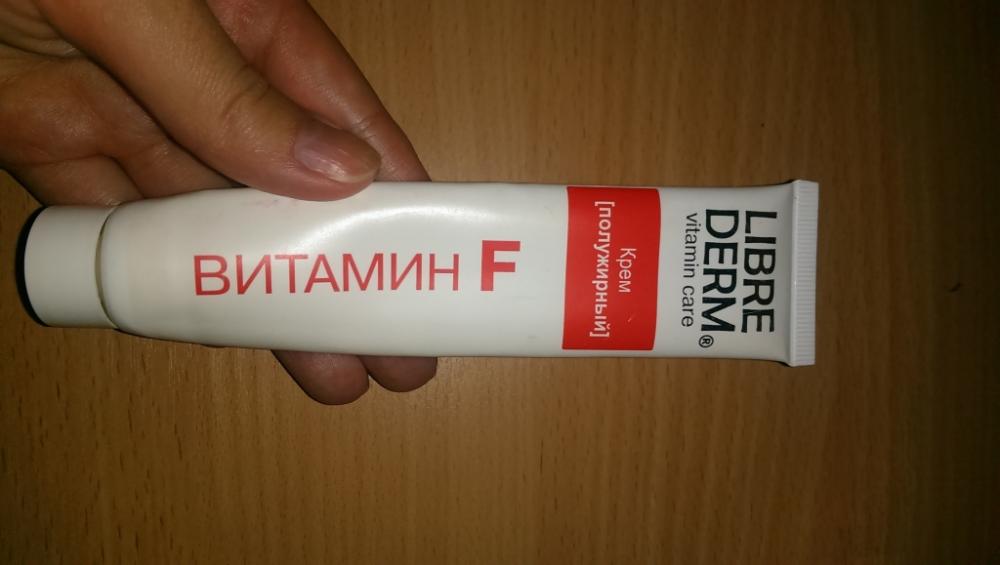 LIBRE
DERM®
vitamin care
Крем
[полужирный]
ВИТАМИН F